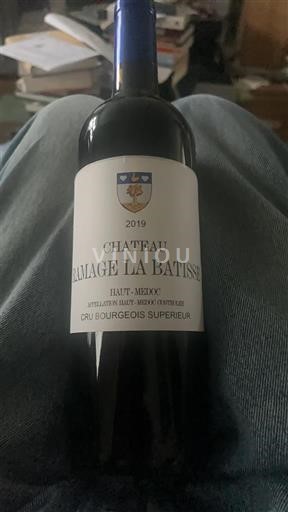 2019
CHATEAU
VINIOU
RAMAGE LA BATISSE
HAUT-MEDOC
APPELLATION HAUT-MEDOC CONTROLEE
CRU BOURGEOIS SUPERIEUR